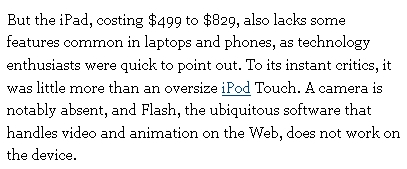 But the iPad, costing $499 to $829, also lacks some
features common in laptops and phones, as technology
enthusiasts were quick to point out. To its instant critics, it
was little more than an oversize iPod Touch. A camera is
notably absent, and Flash, the ubiquitous software that
handles video and animation on the Web, does not work on
the device.